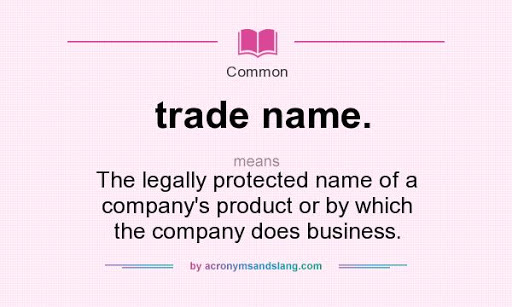 Common
trade name.
means
The legally protected name of a
company's product or by which
the company does business.
by acronymsandslang.com